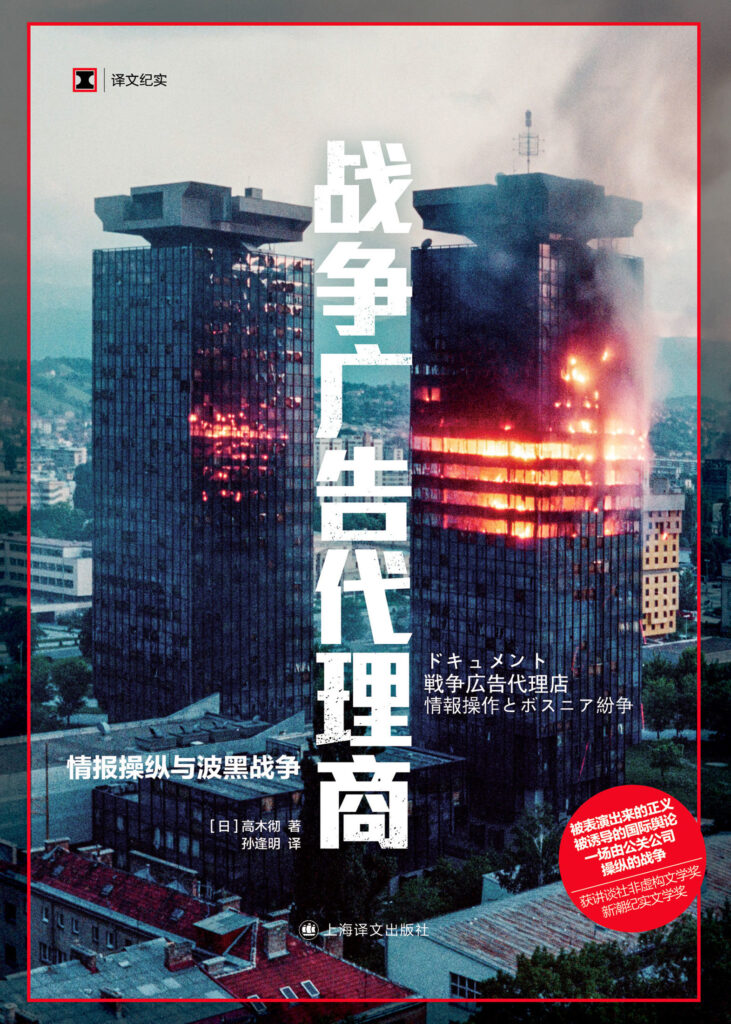 译文纪实
战争广告代理商
ドキュメント
戦争広告代理店
情報操作とボスニア紛争
情报操纵与波黑战争
[日]高木彻 著
孙逢明 译
被表演出来的正义
被诱导的国际舆论
一场由公关公司
操纵的战争
获讲谈社非虚构文学奖
新潮纪实文学奖
上海译文出版社